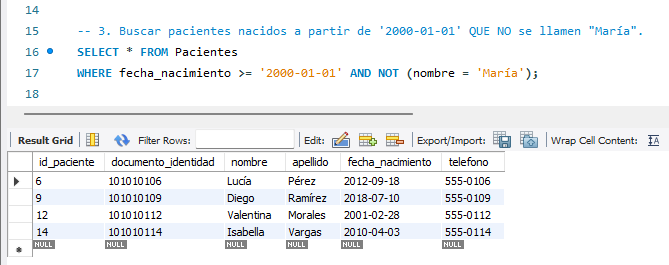 14
15 -- 3. Buscar pacientes nacidos a partir de '2000-01-01' QUE NO se llamen "María".
16 SELECT * FROM Pacientes
17 WHERE fecha_nacimiento >= '2000-01-01' AND NOT (nombre = 'María');
18
Result Grid Filter Rows: Edit: Export/Import: Wrap Cell Content: IA
id_paciente documento_identidad nombre apellido fecha_nacimiento telefono
6 101010106 Lucía Pérez 2012-09-18 555-0106
9 101010109 Diego Ramírez 2018-07-10 555-0109
12 101010112 Valentina Morales 2001-02-28 555-0112
14 101010114 Isabella Vargas 2010-04-03 555-0114
NULL NULL NULL NULL NULL NULL